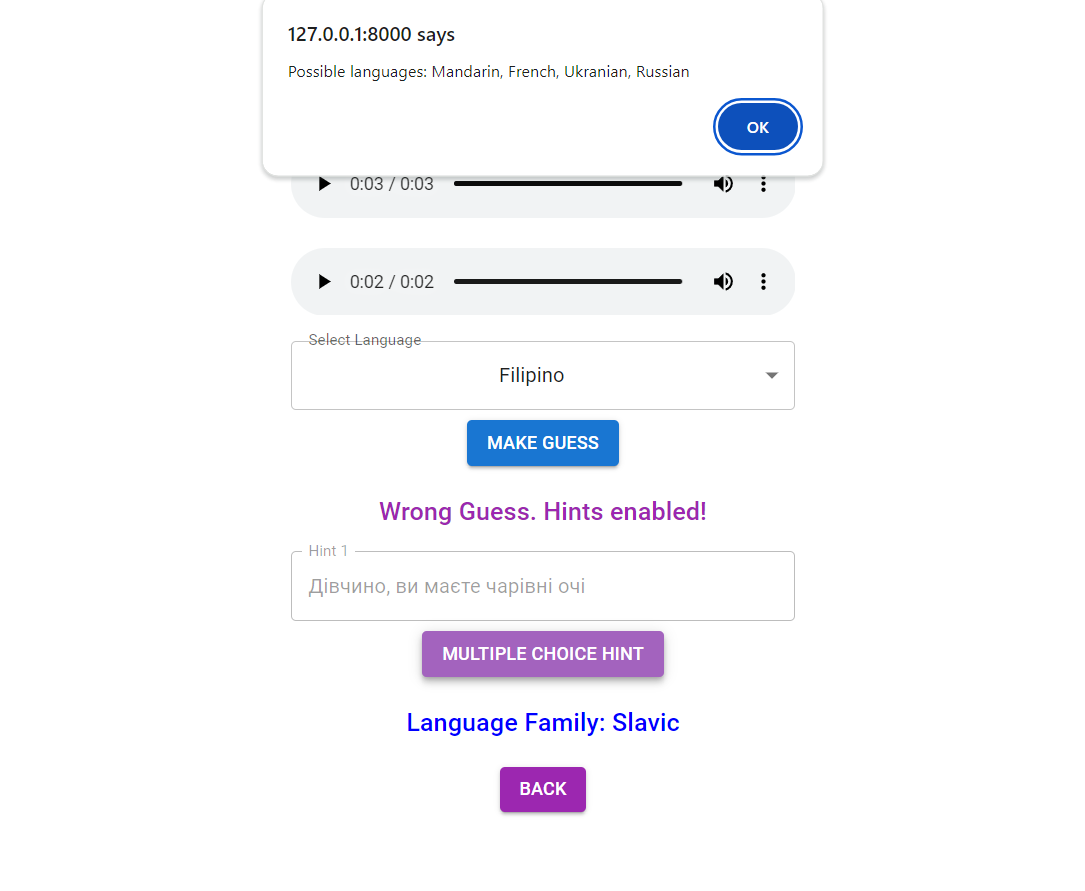 127.0.0.1:8000 says
Possible languages: Mandarin, French, Ukranian, Russian
OK
0:03 / 0:03
0:02 / 0:02
Select Language
Filipino
MAKE GUESS
Wrong Guess. Hints enabled!
Hint 1
Дівчино, ви маєте чарівні очі
MULTIPLE CHOICE HINT
Language Family: Slavic
BACK